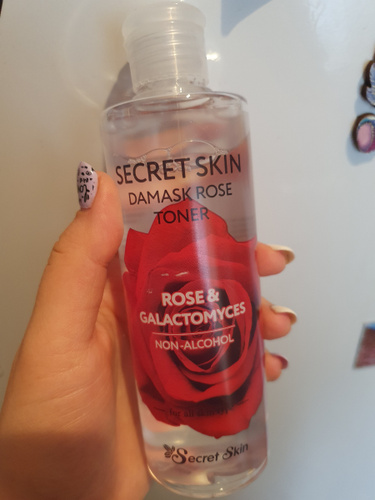 SECRET SKIN
DAMASK ROSE
TONER
ROSE &
GALACTOMYCES
NON-ALCOHOL
Secret Skin